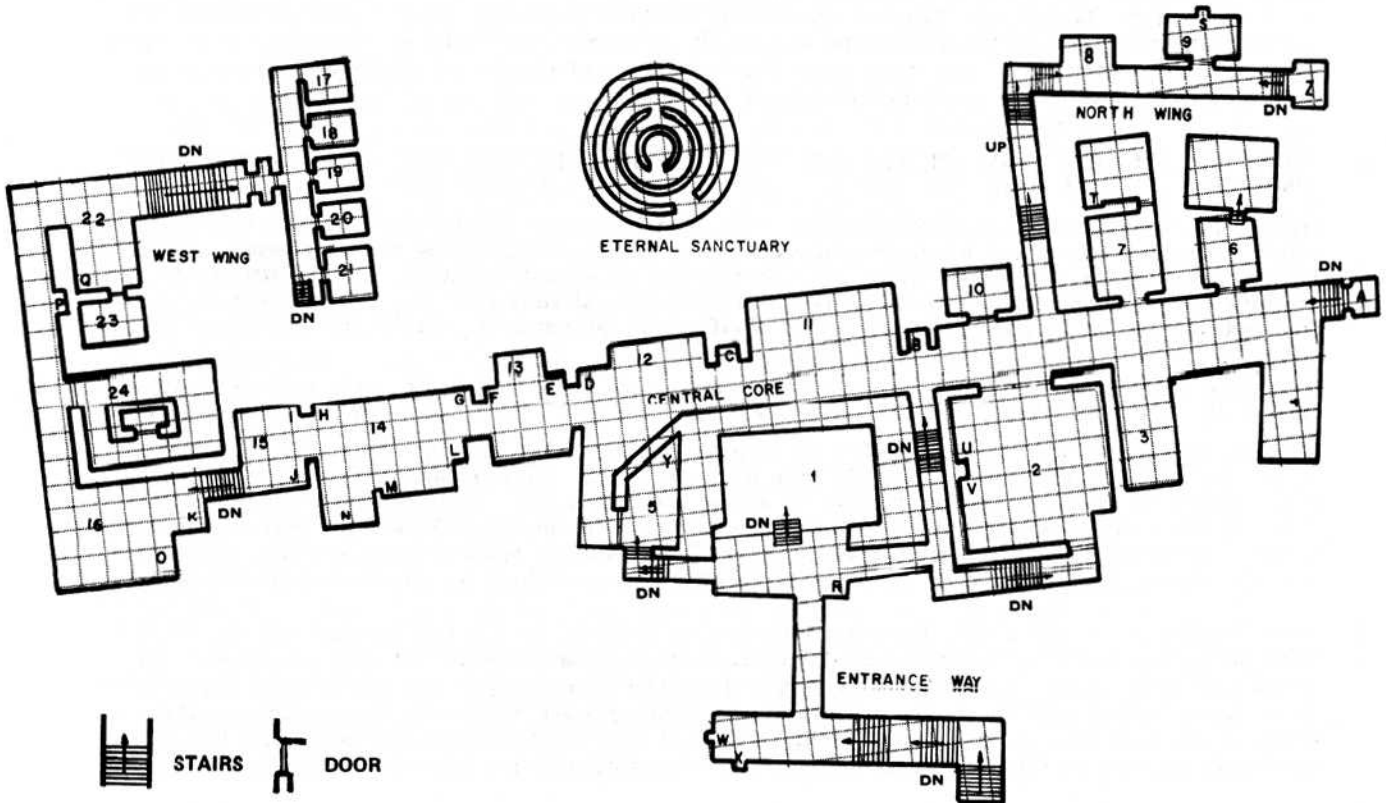 S
9
8
Z
DN
NORTH WING
UP
17
18
19
20
21
DN
22
WEST WING
Q
P
23
DN
ETERNAL SANCTUARY
T
7
6
DN
A
10
11
B
12
C
CENTRAL CORE
13
E
D
F
G
24
I
H
14
15
L
J
M
N
K
DN
16
O
Y
5
1
DN
DN
U
V
2
3
4
DN
R
DN
ENTRANCE WAY
W
X
DN
STAIRS
DOOR